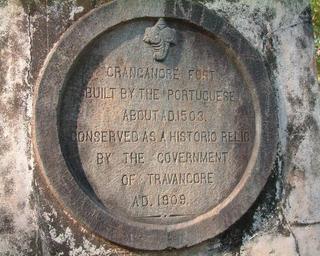 CRANGANORE FORT
BUILT BY THE PORTUGUESE
ABOUT A.D.1503.
CONSERVED AS A HISTORIC RELIC
BY THE GOVERNMENT
OF TRAVANCORE
A.D. 1909.